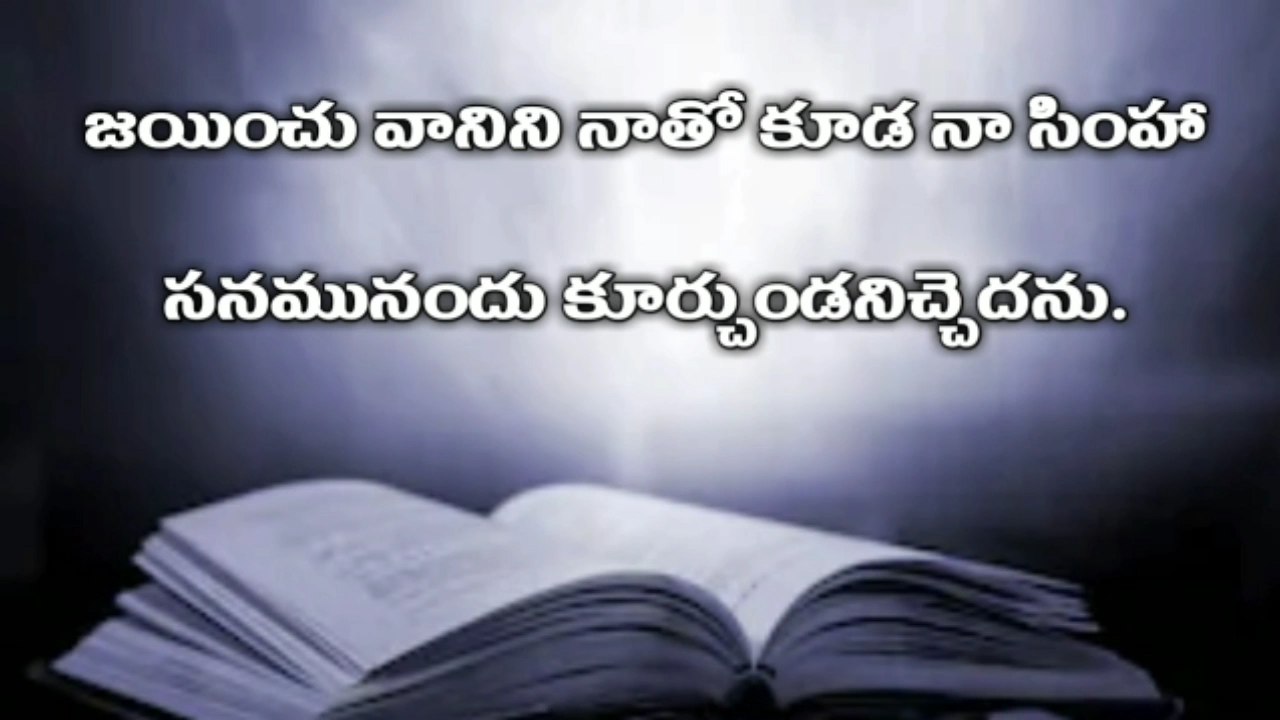 జయించు వానిని నాతో కూడ నా సింహా
సనమునందు కూర్చుండనిచ్చెదను.